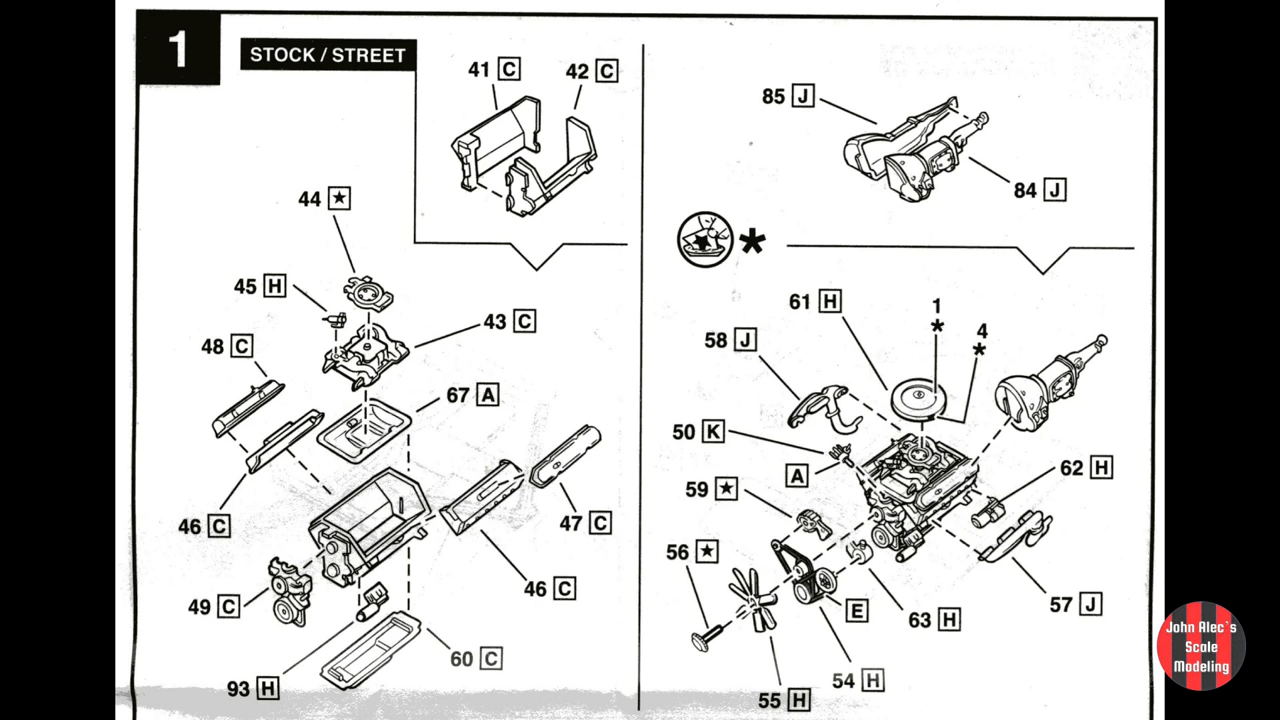 1
STOCK / STREET
41 C
42 C
44 ★
45 H
43 C
48 C
67 A
46 C
47 C
46 C
49 C
60 C
93 H
85 J
84 J
*
61 H
1
*
4
*
58 J
50 K
A
59 ★
62 H
56 ★
E
63 H
57 J
54 H
55 H
John Alec`s
Scale
Modeling